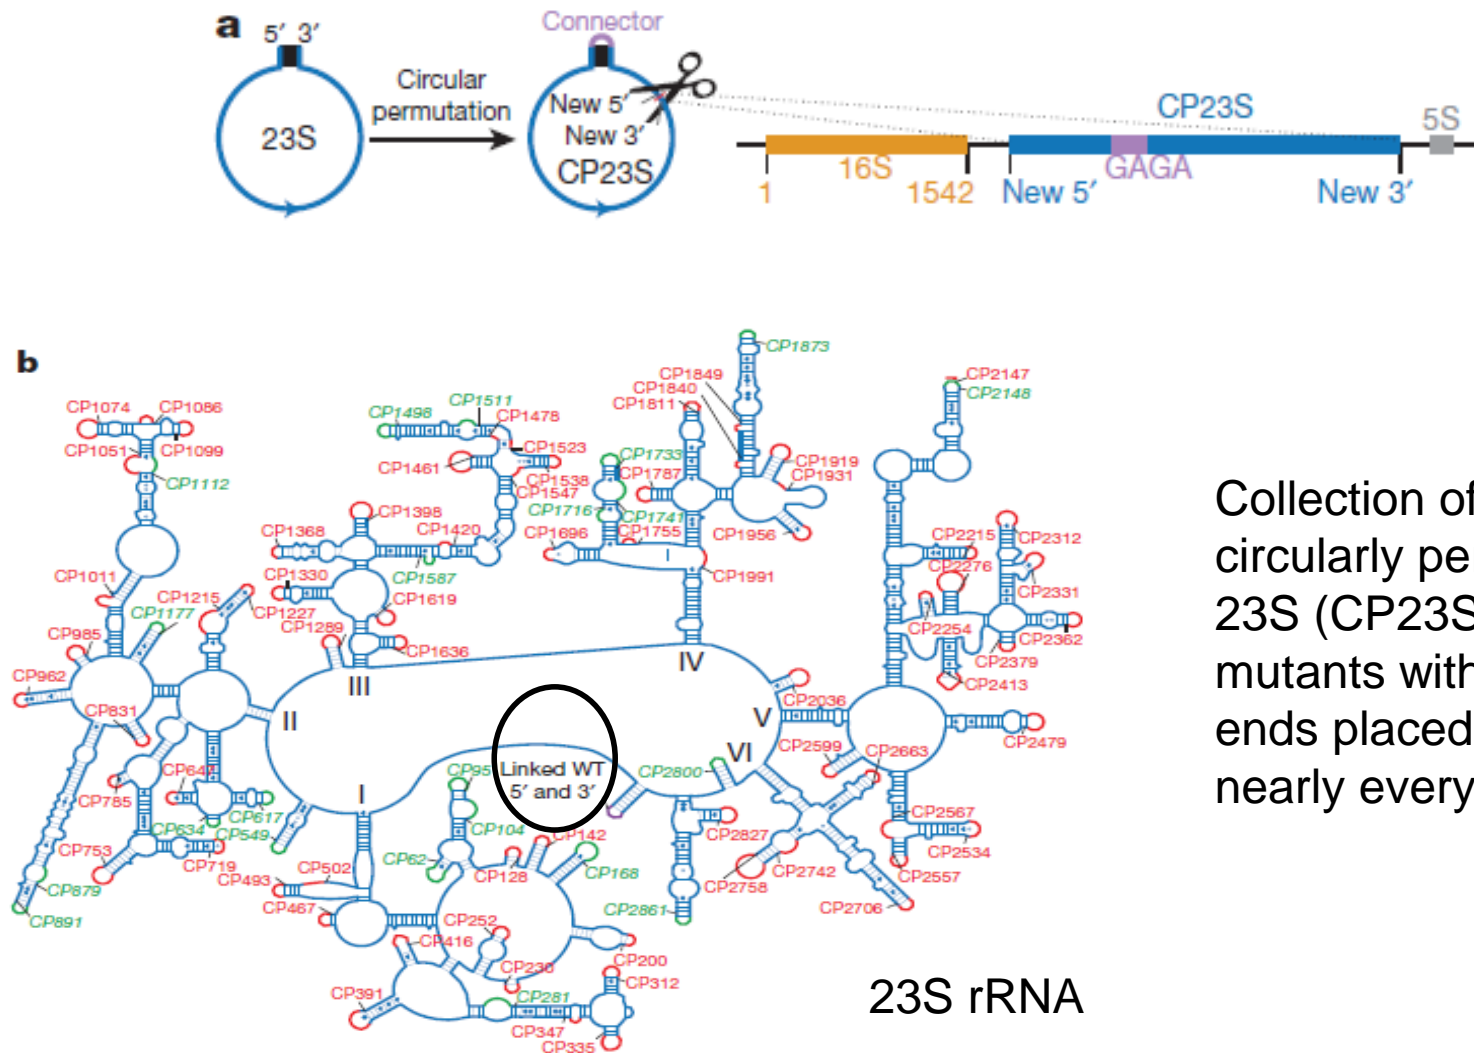 a
5′ 3′
23S
Circular
permutation
Connector
New 5′
New 3′
CP23S
CP23S
5S
16S
GAGA
1
1542
New 5′
New 3′
b
CP1074
CP1086
CP1051
CP1099
CP1112
CP1011
CP1177
CP1215
CP1227
CP985
CP962
CP831
CP785
CP753
CP719
CP634
CP617
CP549
CP879
CP891
CP1498
CP1511
CP1478
CP1461
CP1523
CP1538
CP1547
CP1398
CP1368
CP1420
CP1330
CP1587
CP1619
CP1289
CP1636
CP1873
CP1849
CP1840
CP1811
CP1733
CP1787
CP1716
CP1741
CP1696
CP1755
CP1919
CP1931
CP1956
CP1991
CP2147
CP2148
CP2215
CP2276
CP2312
CP2331
CP2254
CP2362
CP2379
CP2413
CP2036
CP2599
CP2663
CP2479
CP2567
CP2534
CP2557
CP2706
CP2742
CP2758
CP2827
CP2800
CP2861
I
II
III
IV
V
VI
I
Linked WT
5′ and 3′
CP95
CP104
CP62
CP142
CP128
CP168
CP502
CP493
CP467
CP416
CP391
CP252
CP230
CP200
CP281
CP312
CP347
CP335
Collection of
circularly pe
23S (CP23S
mutants with
ends placed
nearly every
23S rRNA